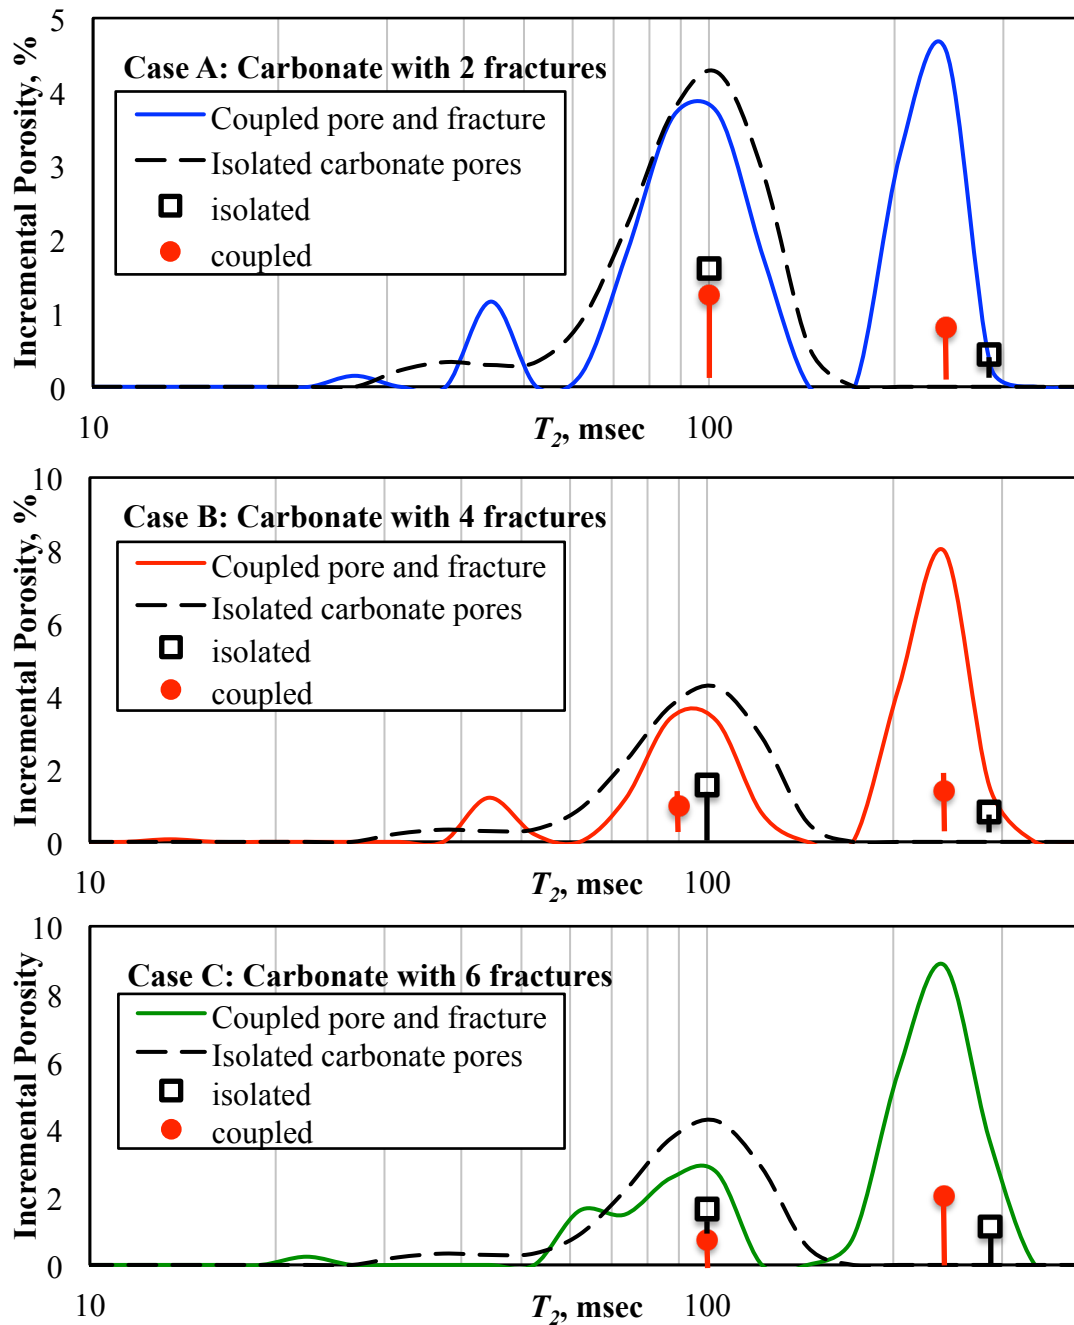 5
Case A: Carbonate with 2 fractures
Coupled pore and fracture
Isolated carbonate pores
isolated
coupled
4
3
2
1
0
Incremental Porosity, %
10
T2, msec
100
10
Case B: Carbonate with 4 fractures
Coupled pore and fracture
Isolated carbonate pores
isolated
coupled
8
6
4
2
0
Incremental Porosity, %
10
T2, msec
100
10
Case C: Carbonate with 6 fractures
Coupled pore and fracture
Isolated carbonate pores
isolated
coupled
8
6
4
2
0
Incremental Porosity
10
T2, msec
100